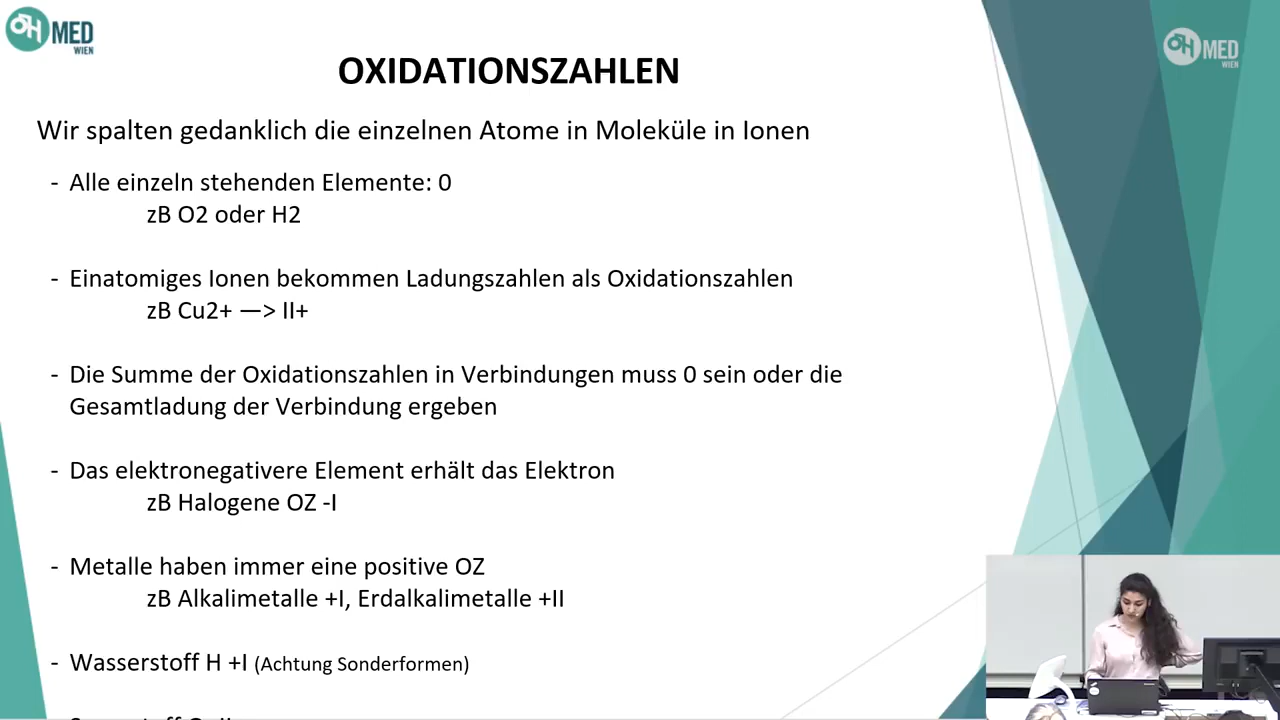 ÖH MED
WIEN
ÖH MED
WIEN
OXIDATIONSZAHLEN
Wir spalten gedanklich die einzelnen Atome in Moleküle in Ionen
- Alle einzeln stehenden Elemente: 0
zB O2 oder H2
- Einatomiges Ionen bekommen Ladungszahlen als Oxidationszahlen
zB Cu2+ —> II+
- Die Summe der Oxidationszahlen in Verbindungen muss 0 sein oder die
Gesamtladung der Verbindung ergeben
- Das elektronegativere Element erhält das Elektron
zB Halogene OZ -I
- Metalle haben immer eine positive OZ
zB Alkalimetalle +I, Erdalkalimetalle +II
- Wasserstoff H +I (Achtung Sonderformen)